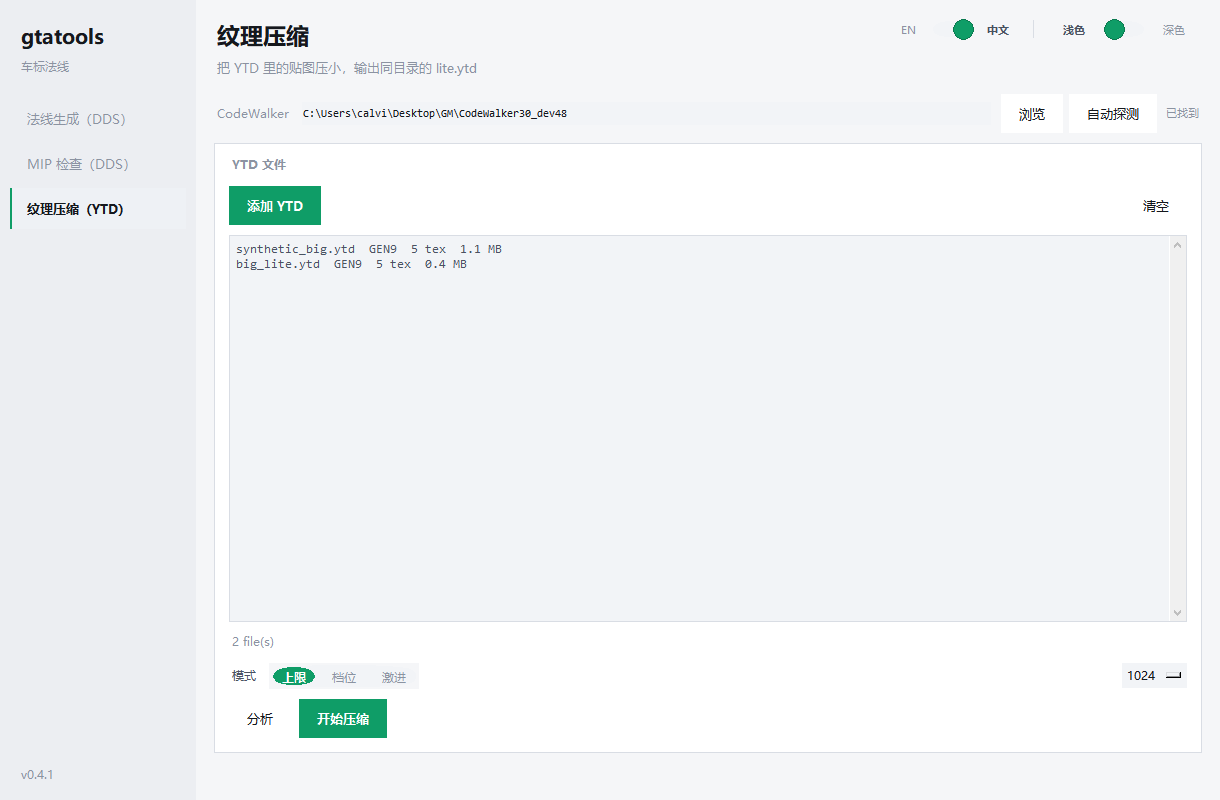 gtatools
车标法线
法线生成（DDS）
MIP 检查（DDS）
纹理压缩（YTD）
v0.4.1
纹理压缩
把 YTD 里的贴图压小，输出同目录的 lite.ytd
EN 中文 浅色 深色
CodeWalker C:\Users\calvi\Desktop\GM\CodeWalker30_dev48 浏览 自动探测 已找到
YTD 文件
添加 YTD 清空
synthetic_big.ytd GEN9 5 tex 1.1 MB
big_lite.ytd GEN9 5 tex 0.4 MB
2 file(s)
模式 上限 档位 激进 1024
分析 开始压缩